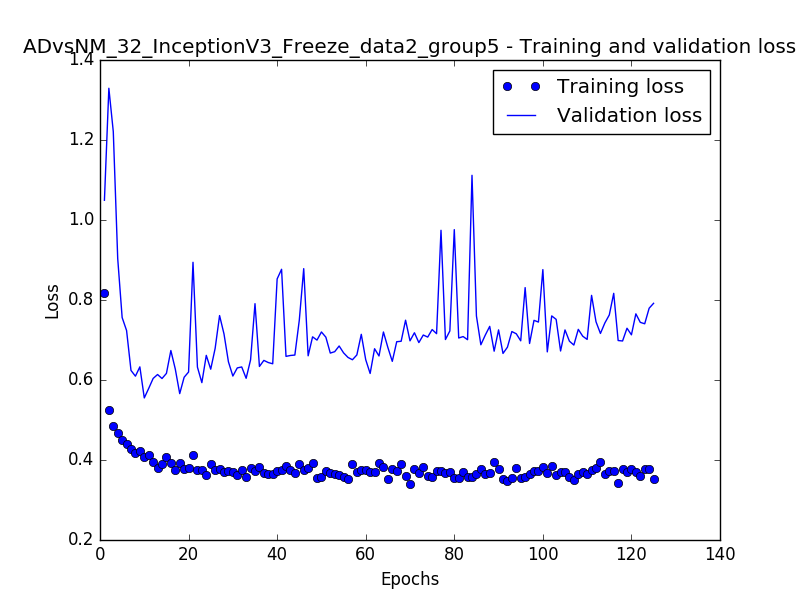 ADvsNM_32_InceptionV3_Freeze_data2_group5 - Training and validation loss
1.4
Training loss
Validation loss
1.2
1.0
0.8
Loss
0.6
0.4
0.2
0 20 40 60 80 100 120 140
Epochs